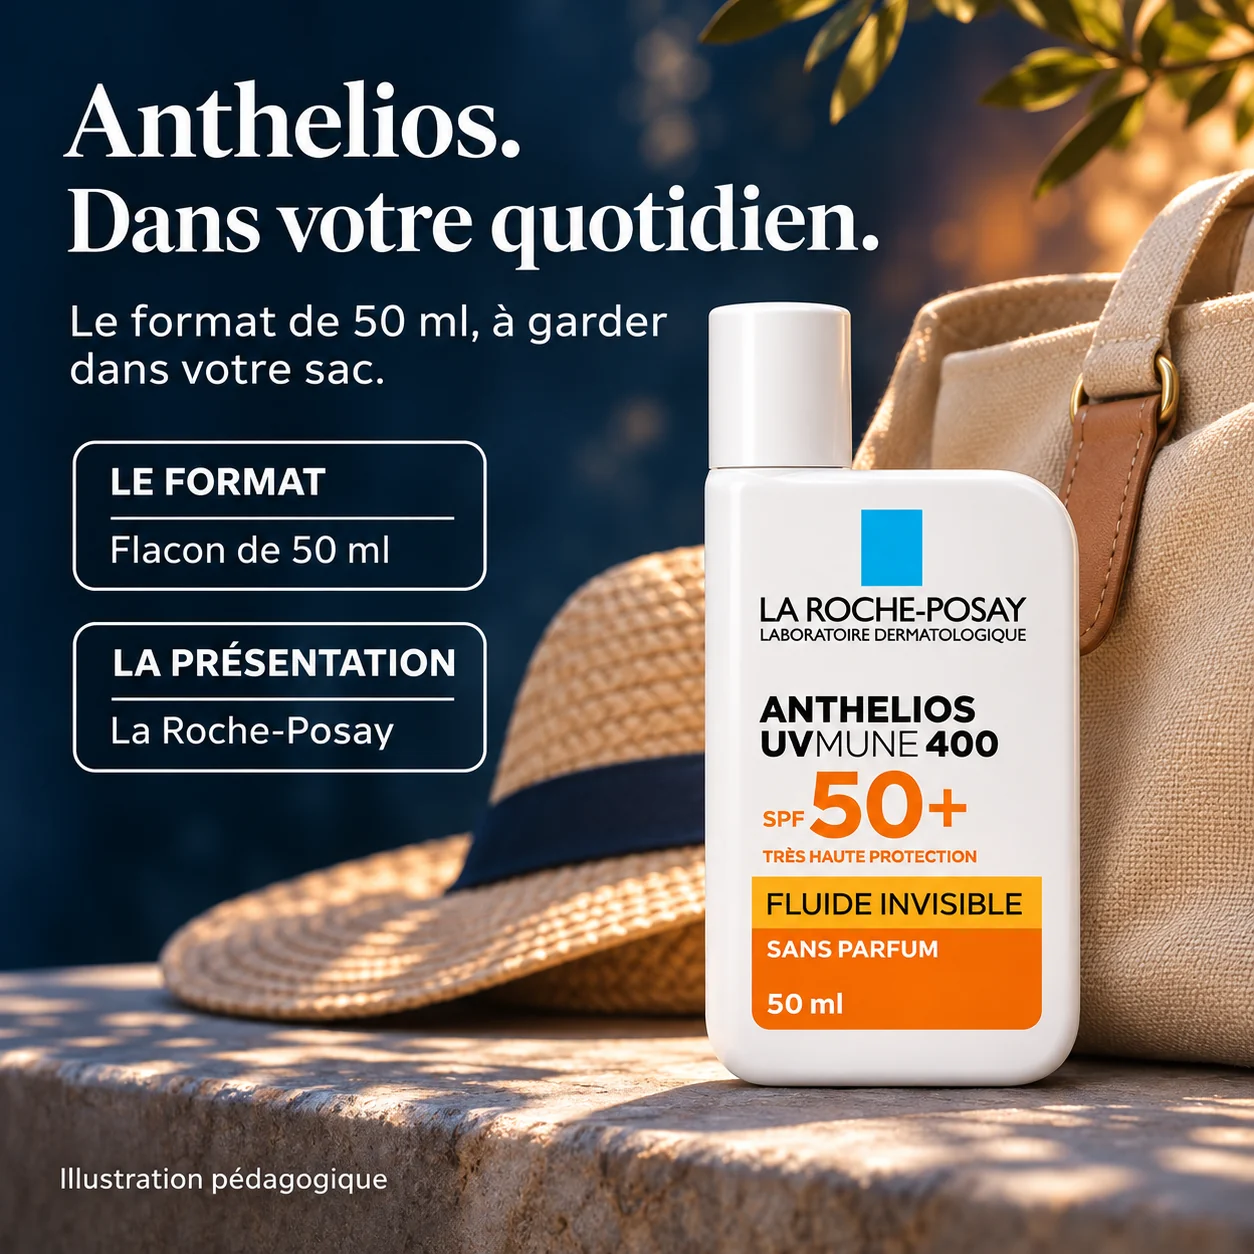 Anthelios.
Dans votre quotidien.
Le format de 50 ml, à garder
dans votre sac.
LE FORMAT
Flacon de 50 ml
LA PRÉSENTATION
La Roche-Posay
LA ROCHE-POSAY
LABORATOIRE DERMATOLOGIQUE
ANTHELIOS
UVMUNE 400
SPF 50+
TRÈS HAUTE PROTECTION
FLUIDE INVISIBLE
SANS PARFUM
50 ml
Illustration pédagogique